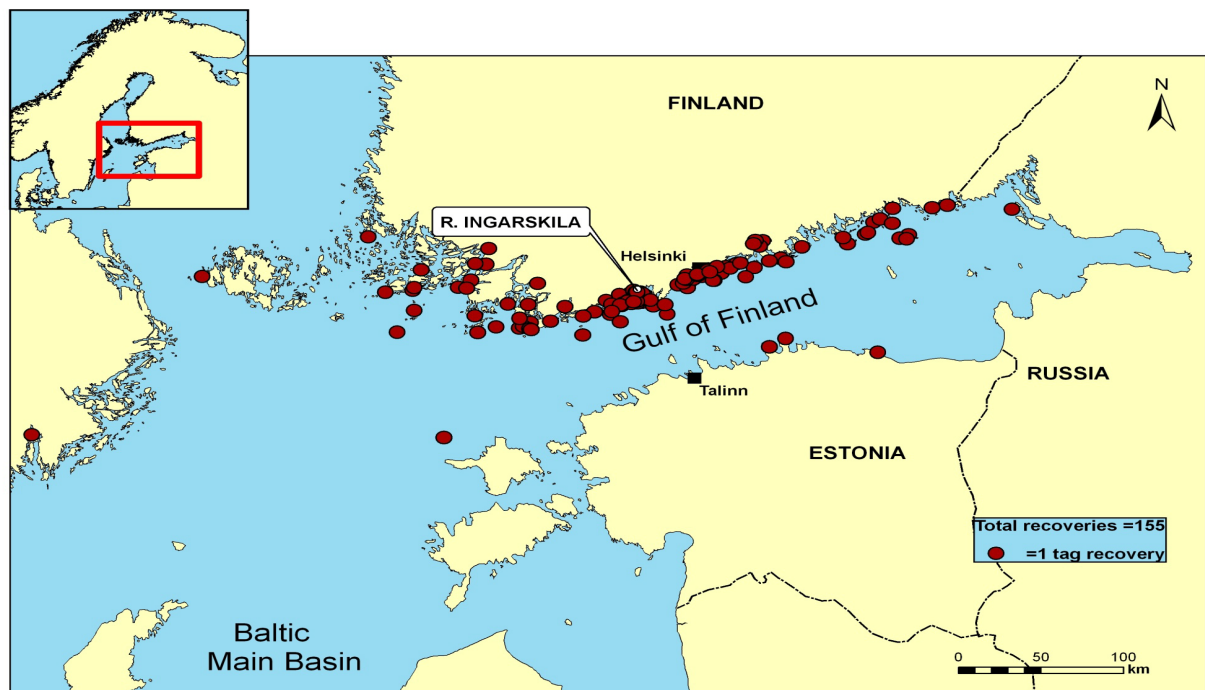 FINLAND
N
R. INGARSKILA
Helsinki
Gulf of Finland
Talinn
RUSSIA
ESTONIA
Total recoveries =155
=1 tag recovery
Baltic
Main Basin
0 50 100
km